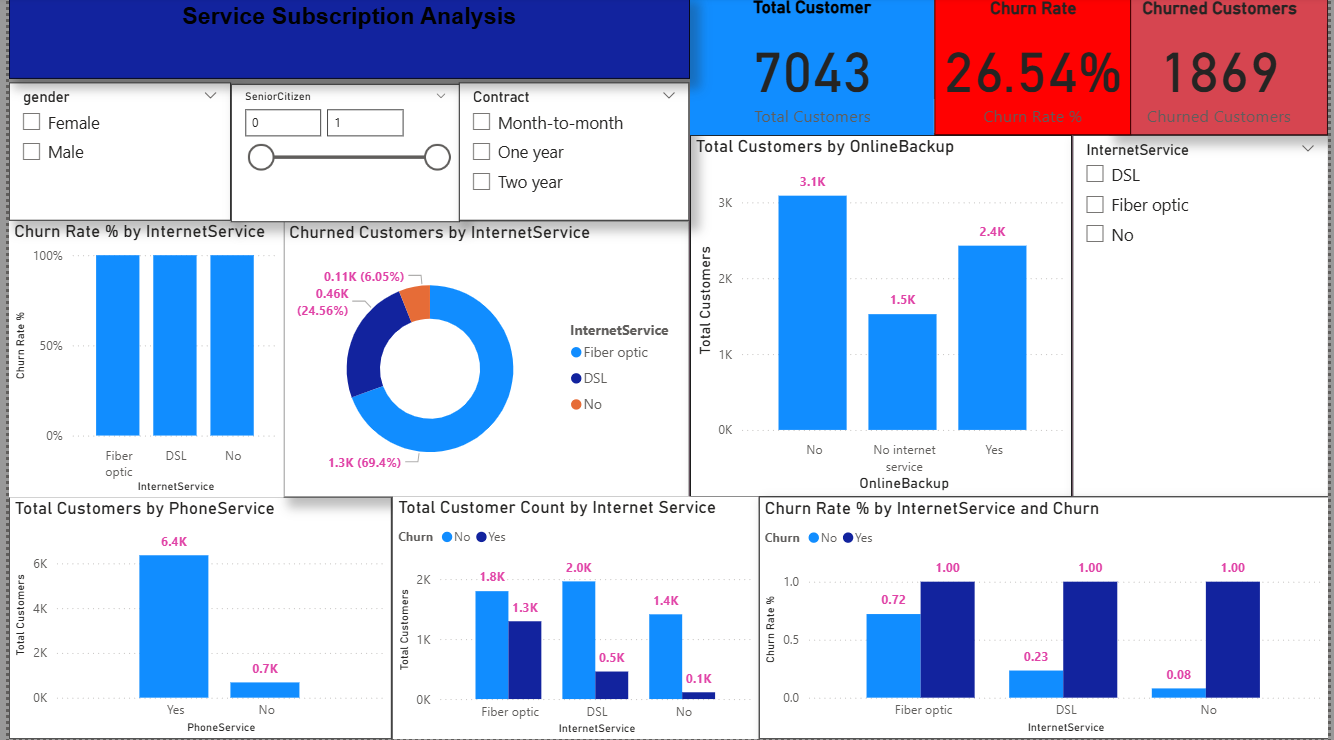 Service Subscription Analysis
Total Customer
7043
Total Customers
Churn Rate
26.54%
Churn Rate %
Churned Customers
1869
Churned Customers
gender
Female
Male
SeniorCitizen
0
1
Contract
Month-to-month
One year
Two year
Total Customers by OnlineBackup
Total Customers
3K
2K
1K
0K
3.1K
1.5K
2.4K
No
No internet
service
Yes
OnlineBackup
InternetService
DSL
Fiber optic
No
Churn Rate % by InternetService
Churn Rate %
100%
50%
0%
Fiber
optic
DSL
No
InternetService
Churned Customers by InternetService
0.11K (6.05%)
0.46K
(24.56%)
1.3K (69.4%)
InternetService
Fiber optic
DSL
No
Total Customers by PhoneService
Total Customers
6K
4K
2K
0K
6.4K
0.7K
Yes
No
PhoneService
Total Customer Count by Internet Service
Churn No Yes
Total Customers
2K
1K
0K
1.8K
1.3K
2.0K
0.5K
1.4K
0.1K
Fiber optic
DSL
No
InternetService
Churn Rate % by InternetService and Churn
Churn No Yes
Churn Rate %
1.0
0.5
0.0
0.72
1.00
0.23
1.00
0.08
1.00
Fiber optic
DSL
No
InternetService